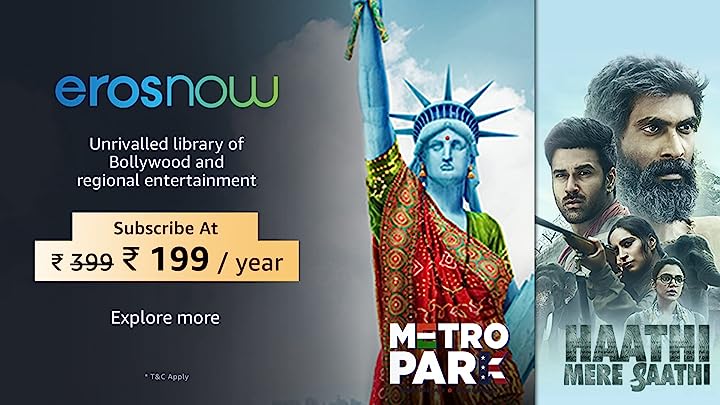 erosnow
Unrivalled library of
Bollywood and
regional entertainment
Subscribe At
₹ 399 ₹ 199 / year
Explore more
* T&C Apply
METRO
PARK
HAATHI
MERE SAATHI